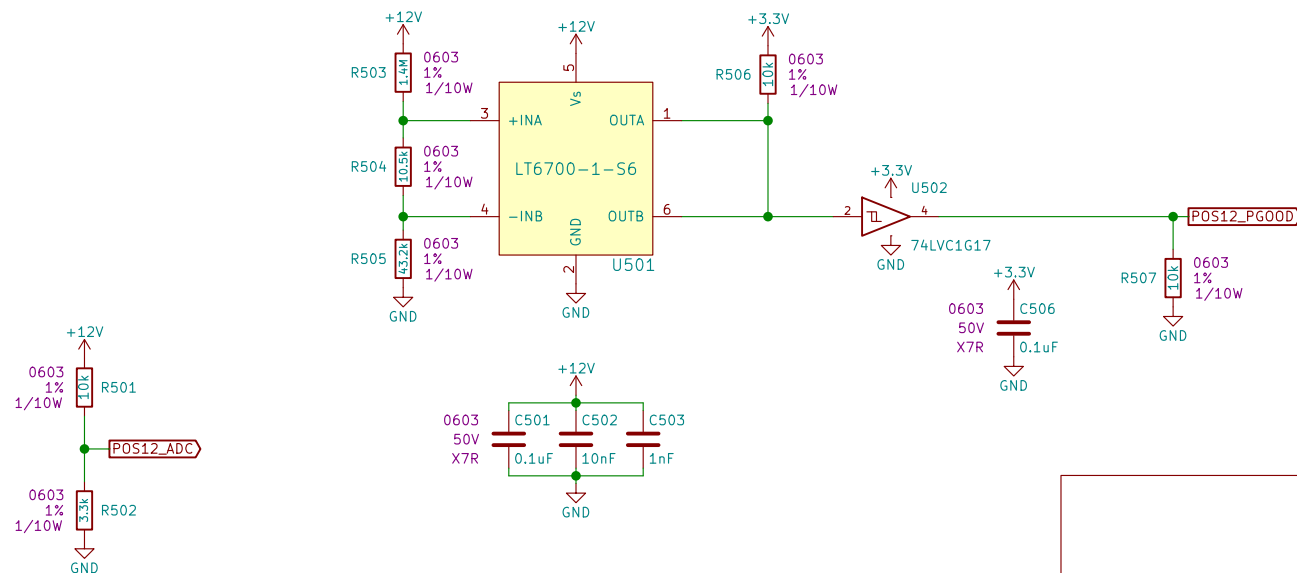 +12V
R503
1.4M
0603
1%
1/10W
R504
10.5k
0603
1%
1/10W
R505
43.2k
0603
1%
1/10W
GND
+12V
5
Vs
3
+INA
OUTA
1
LT6700-1-S6
4
-INB
OUTB
6
GND
2
U501
GND
+3.3V
R506
10k
0603
1%
1/10W
+3.3V
U502
2
4
74LVC1G17
GND
POS12_PGOOD
R507
10k
0603
1%
1/10W
GND
+3.3V
0603
50V
X7R
C506
0.1uF
GND
+12V
0603
1%
1/10W
10k
R501
POS12_ADC
0603
1%
1/10W
3.3k
R502
GND
+12V
0603
50V
X7R
C501
0.1uF
C502
10nF
C503
1nF
GND